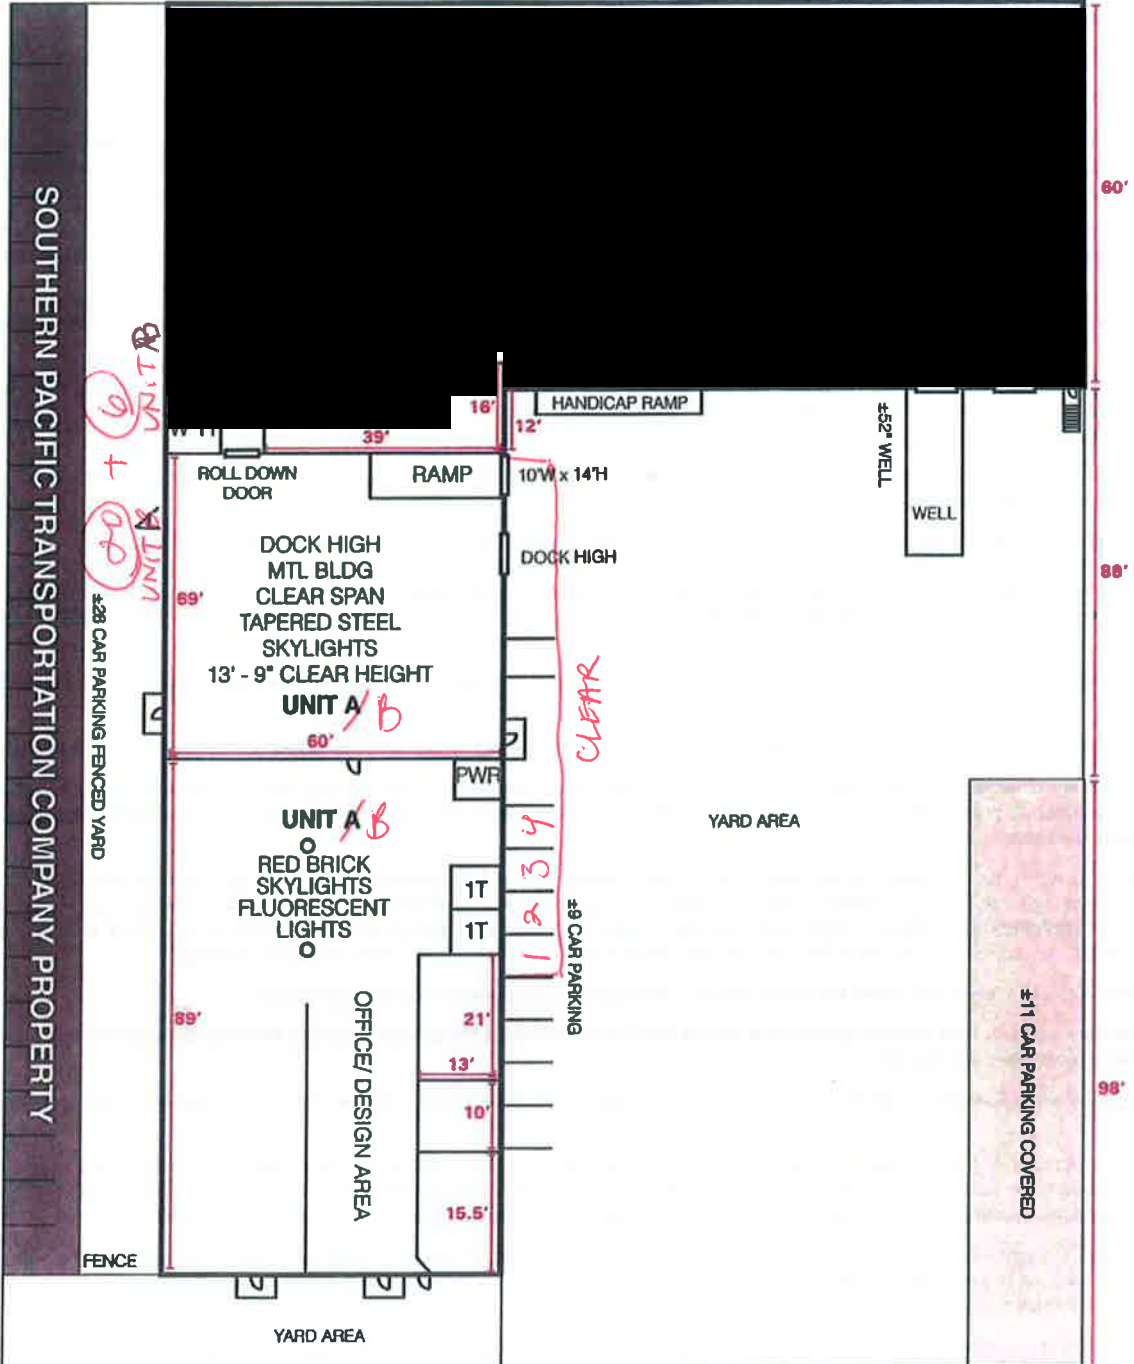 60'
SOUTHERN PACIFIC TRANSPORTATION COMPANY PROPERTY
UNIT
6
+
20
UNIT
±28 CAR PARKING FENCED YARD
16'
12'
HANDICAP RAMP
39'
ROLL DOWN
DOOR
RAMP
10'W x 14'H
±52" WELL
WELL
DOCK HIGH
DOCK HIGH
MTL BLDG
CLEAR SPAN
TAPERED STEEL
SKYLIGHTS
13' - 9" CLEAR HEIGHT
UNIT A B
69'
60'
88'
CLEAR
PWR
UNIT A B
RED BRICK
SKYLIGHTS
FLUORESCENT
LIGHTS
1T
1T
4
3
2
1
±9 CAR PARKING
YARD AREA
89'
OFFICE/ DESIGN AREA
21'
13'
10'
15.5'
±11 CAR PARKING COVERED
98'
FENCE
YARD AREA